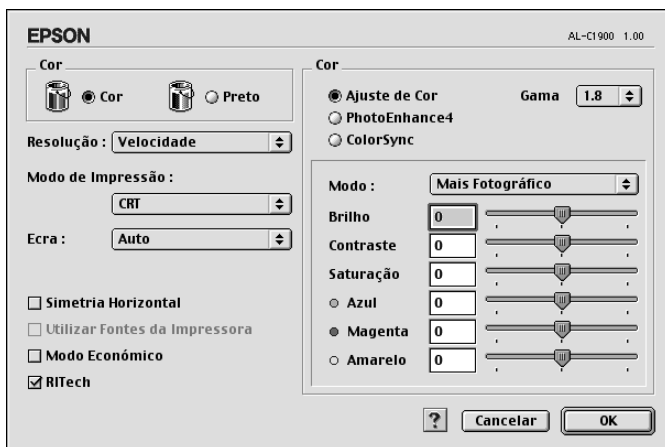 EPSON
AL-C1900 1.00
Cor
Cor
Preto
Resolução : Velocidade
Modo de Impressão :
CRT
Ecra : Auto
Simetria Horizontal
Utilizar Fontes da Impressora
Modo Económico
RITech
Cor
Ajuste de Cor
Gama 1.8
PhotoEnhance4
ColorSync
Modo : Mais Fotográfico
Brilho 0
Contraste 0
Saturação 0
Azul 0
Magenta 0
Amarelo 0
?
Cancelar
OK